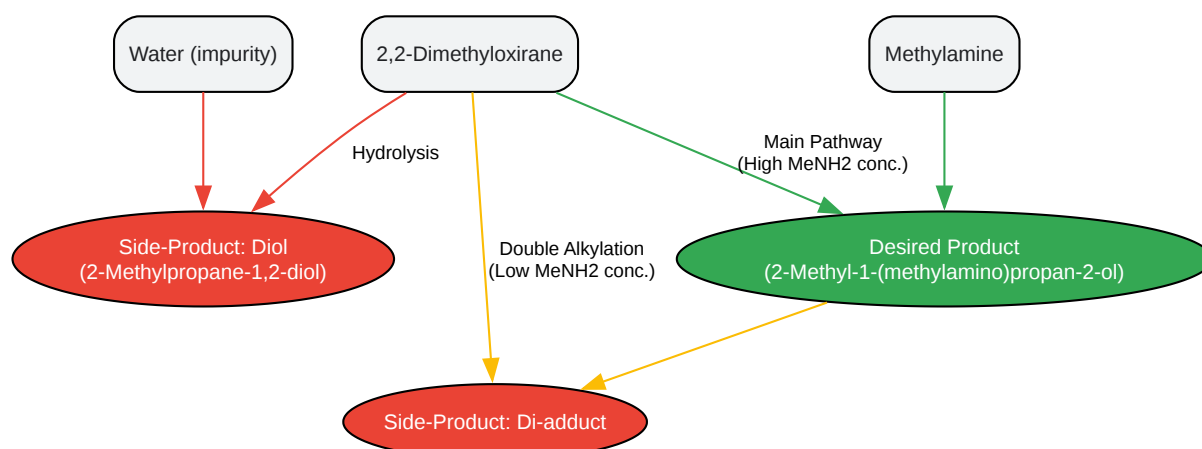 Water (impurity)
2,2-Dimethyloxirane
Methylamine
Hydrolysis
Main Pathway
(High MeNH2 conc.)
Side-Product: Diol
(2-Methylpropane-1,2-diol)
Double Alkylation
(Low MeNH2 conc.)
Desired Product
(2-Methyl-1-(methylamino)propan-2-ol)
Side-Product: Di-adduct